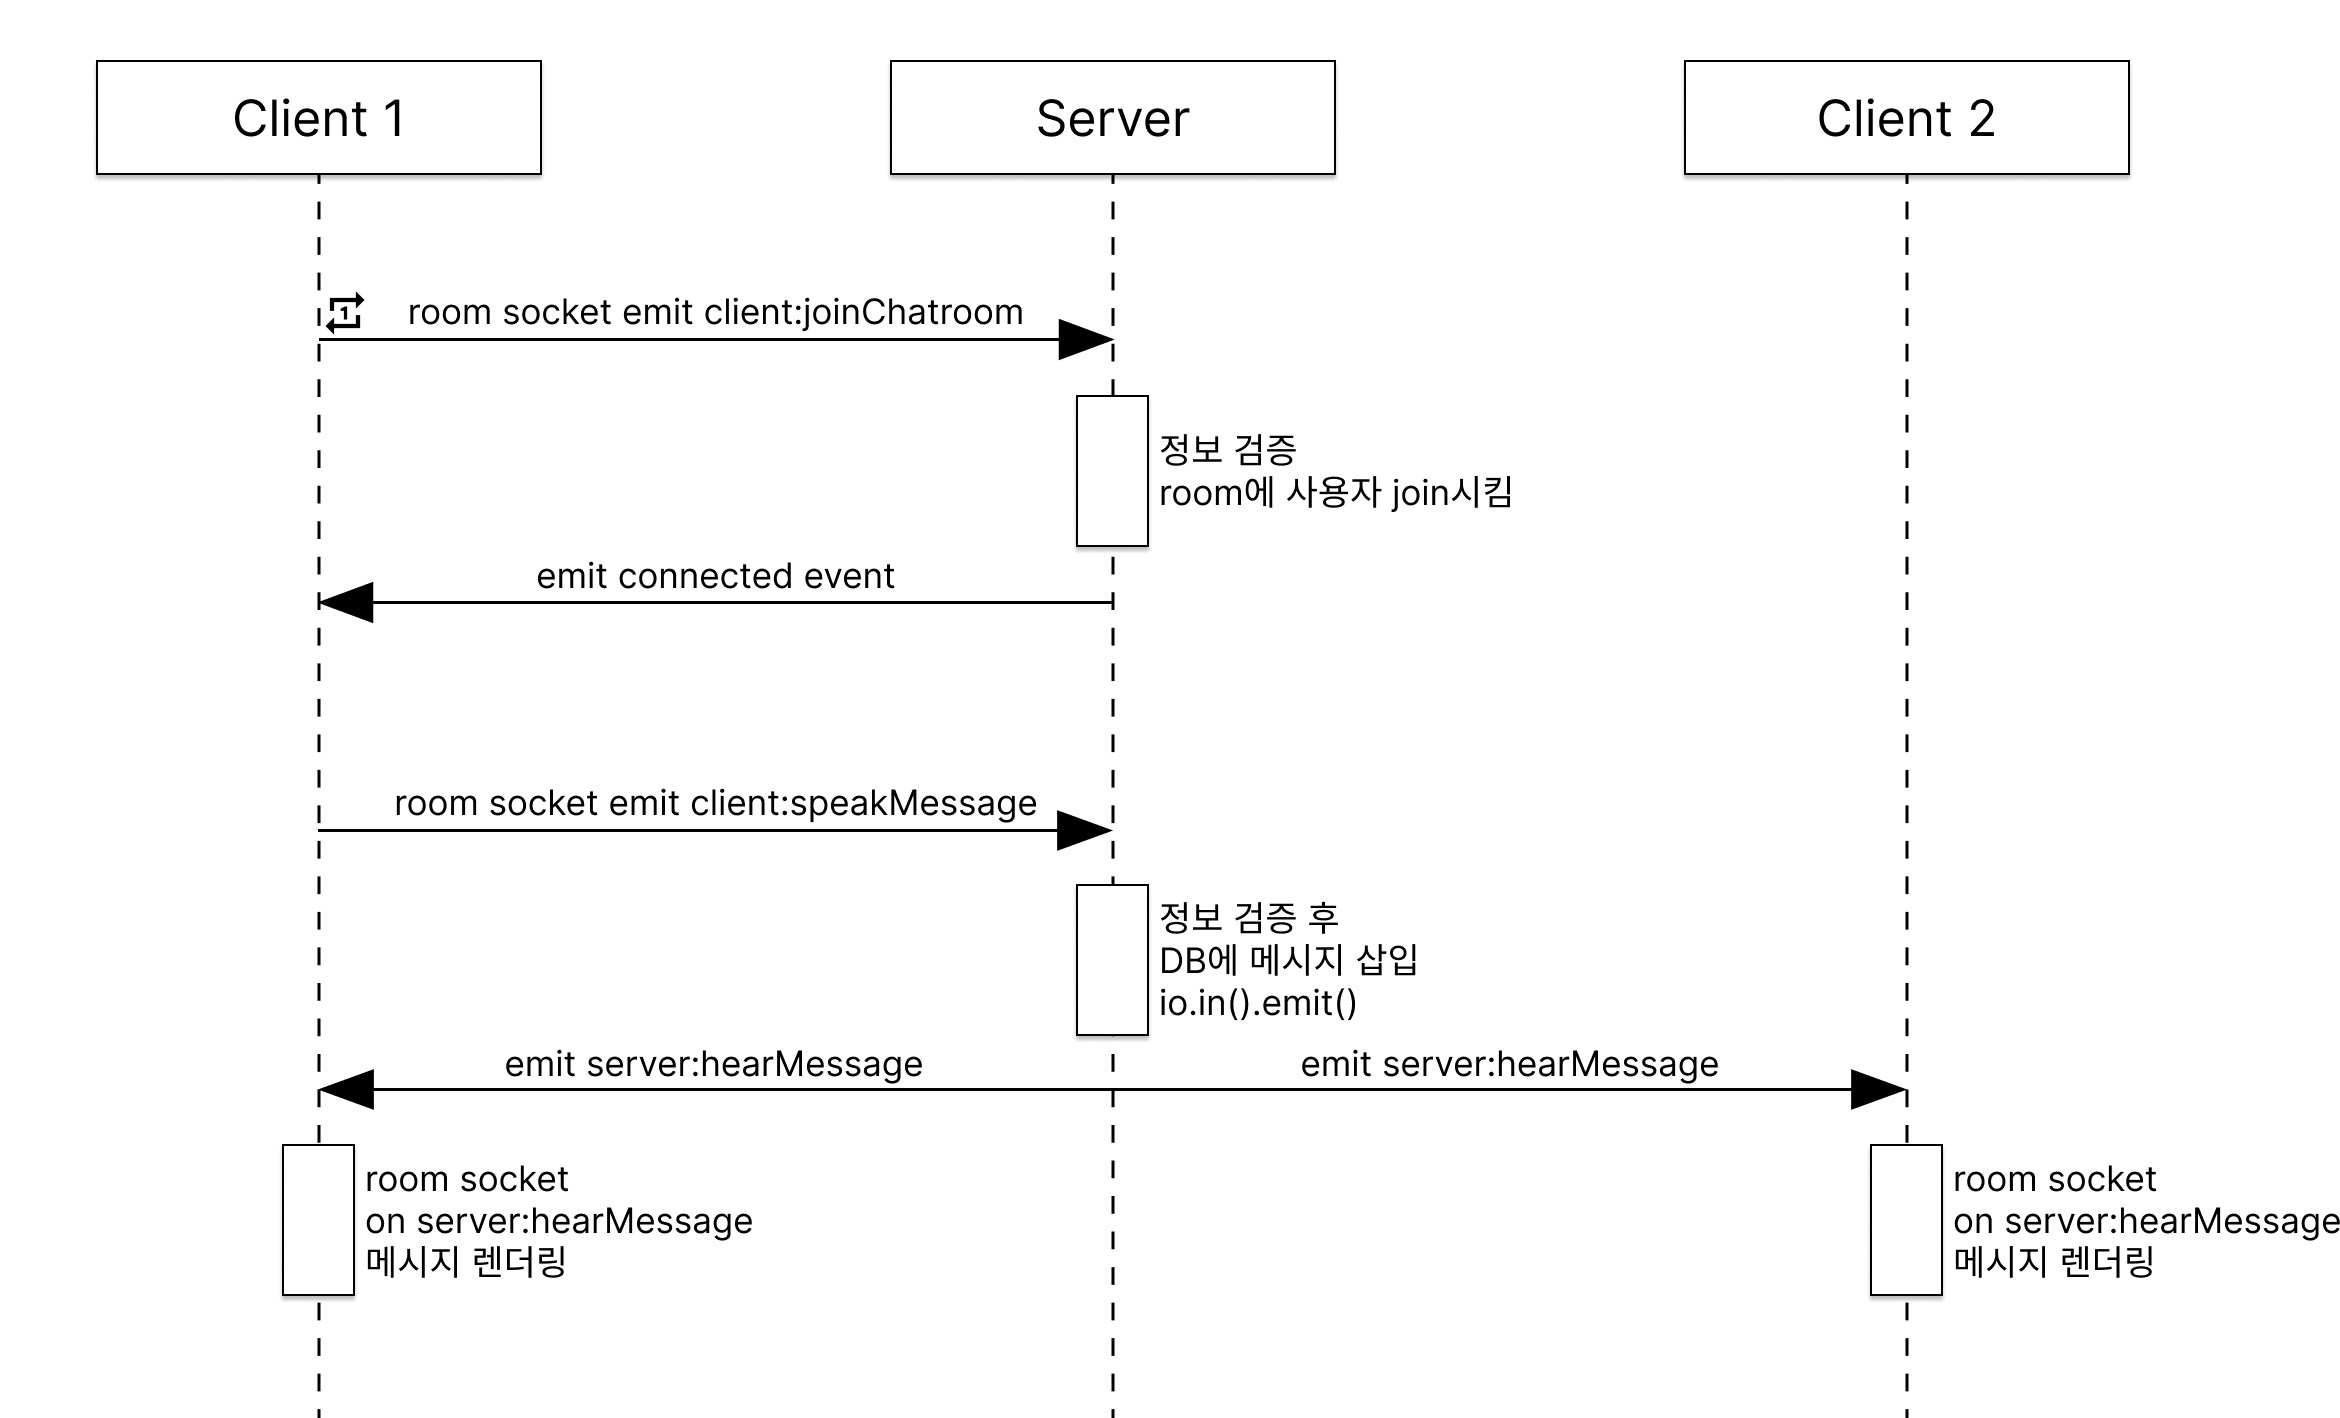 Client 1
Server
Client 2
1
room socket emit client:joinChatroom
정보 검증
room에 사용자 join시킴
emit connected event
room socket emit client:speakMessage
정보 검증 후
DB에 메시지 삽입
io.in().emit()
emit server:hearMessage
emit server:hearMessage
room socket
on server:hearMessage
메시지 렌더링
room socket
on server:hearMessage
메시지 렌더링